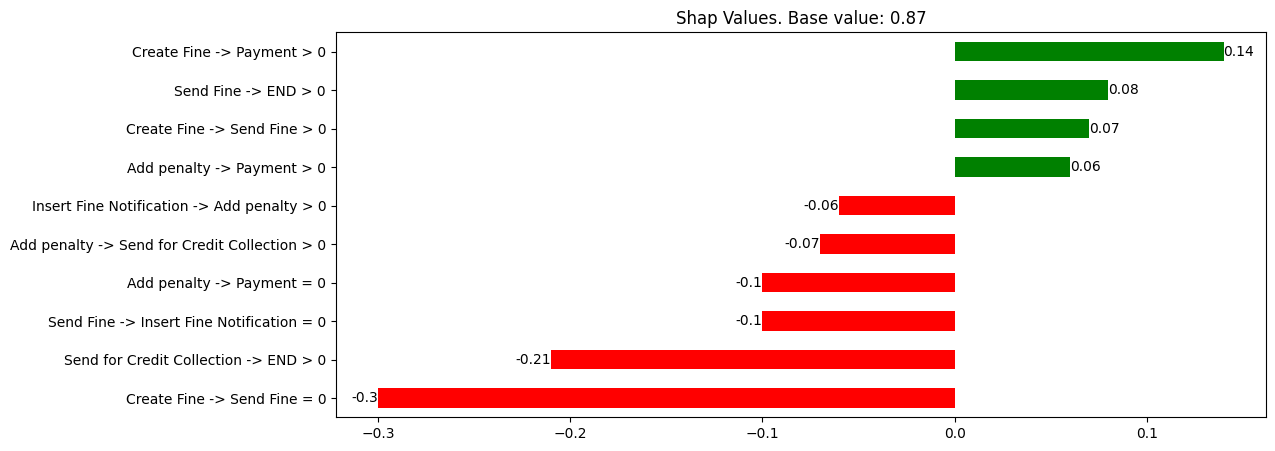 Shap Values. Base value: 0.87
Create Fine -> Payment > 0
0.14
Send Fine -> END > 0
0.08
Create Fine -> Send Fine > 0
0.07
Add penalty -> Payment > 0
0.06
Insert Fine Notification -> Add penalty > 0
-0.06
Add penalty -> Send for Credit Collection > 0
-0.07
Add penalty -> Payment = 0
-0.1
Send Fine -> Insert Fine Notification = 0
-0.1
Send for Credit Collection -> END > 0
-0.21
Create Fine -> Send Fine = 0
-0.3
−0.3 −0.2 −0.1 0.0 0.1